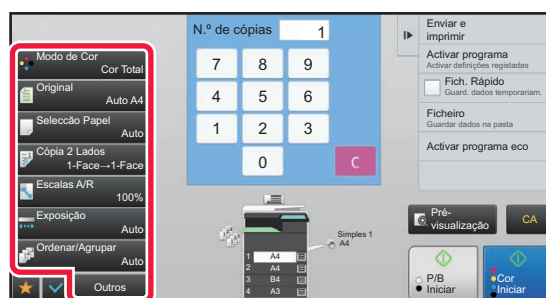 Modo de Cor
Cor Total
Original
Auto A4
Selecção Papel
Auto
Cópia 2 Lados
1-Face→1-Face
Escalas A/R
100%
Exposição
Auto
Ordenar/Agrupar
Auto
Outros
N.º de cópias 1
7 8 9
4 5 6
1 2 3
0 C
Simples 1
A4
1 A4
2 A4
3 B4
4 A3
Enviar e
imprimir
Activar programa
Activar definições registadas
Fich. Rápido
Guard. dados temporariam.
Ficheiro
Guardar dados na pasta
Activar programa eco
Pré-
visualização
CA
P/B
Iniciar
Cor
Iniciar